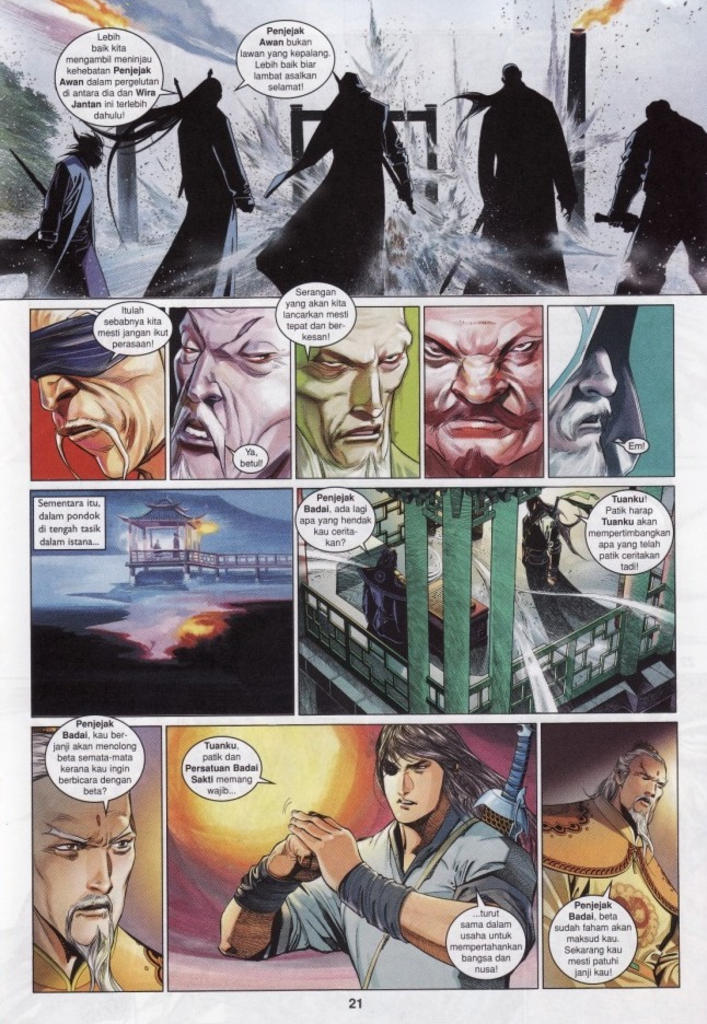 Lebih
baik kita
mengambil meninjau
kehebatan Penjejak
Awan dalam pergelutan
di antara dia dan Wira
Jantan ini terlebih
dahulu!
Penjejak
Awan bukan
lawan yang kepalang.
Lebih baik biar
lambat asalkan
selamat!
Itulah
sebabnya kita
mesti jangan ikut
perasaan!
Ya,
betul!
Serangan
yang akan kita
lancarkan mesti
tepat dan ber-
kesan!
Em!
Sementara itu,
dalam pondok
di tengah tasik
dalam istana...
Penjejak
Badai, ada lagi
apa yang hendak
kau cerita-
kan?
Tuanku!
Patik harap
Tuanku akan
mempertimbangkan
apa yang telah
patik ceritakan
tadi!
Penjejak
Badai, kau ber-
janji akan menolong
beta semata-mata
kerana kau ingin
berbicara dengan
beta?
Tuanku,
patik dan
Persatuan Badai
Sakti memang
wajib...
...turut
sama dalam
usaha untuk
mempertahankan
bangsa dan
nusa!
Penjejak
Badai, beta
sudah faham akan
maksud kau.
Sekarang kau
mesti patuhi
janji kau!
21